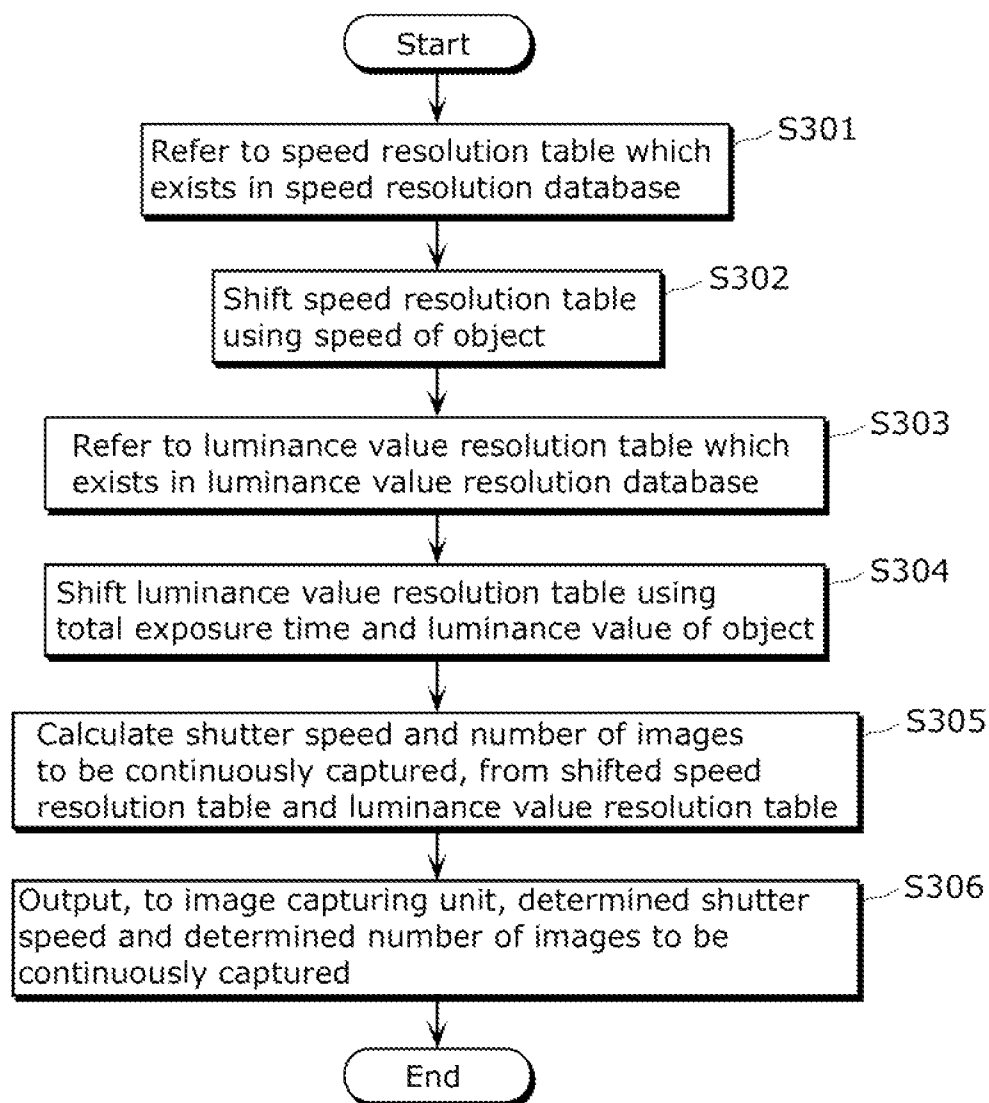 Start
S301
Refer to speed resolution table which
exists in speed resolution database
S302
Shift speed resolution table
using speed of object
S303
Refer to luminance value resolution table which
exists in luminance value resolution database
S304
Shift luminance value resolution table using
total exposure time and luminance value of object
S305
Calculate shutter speed and number of images
to be continuously captured, from shifted speed
resolution table and luminance value resolution table
S306
Output, to image capturing unit, determined shutter
speed and determined number of images to be
continuously captured
End